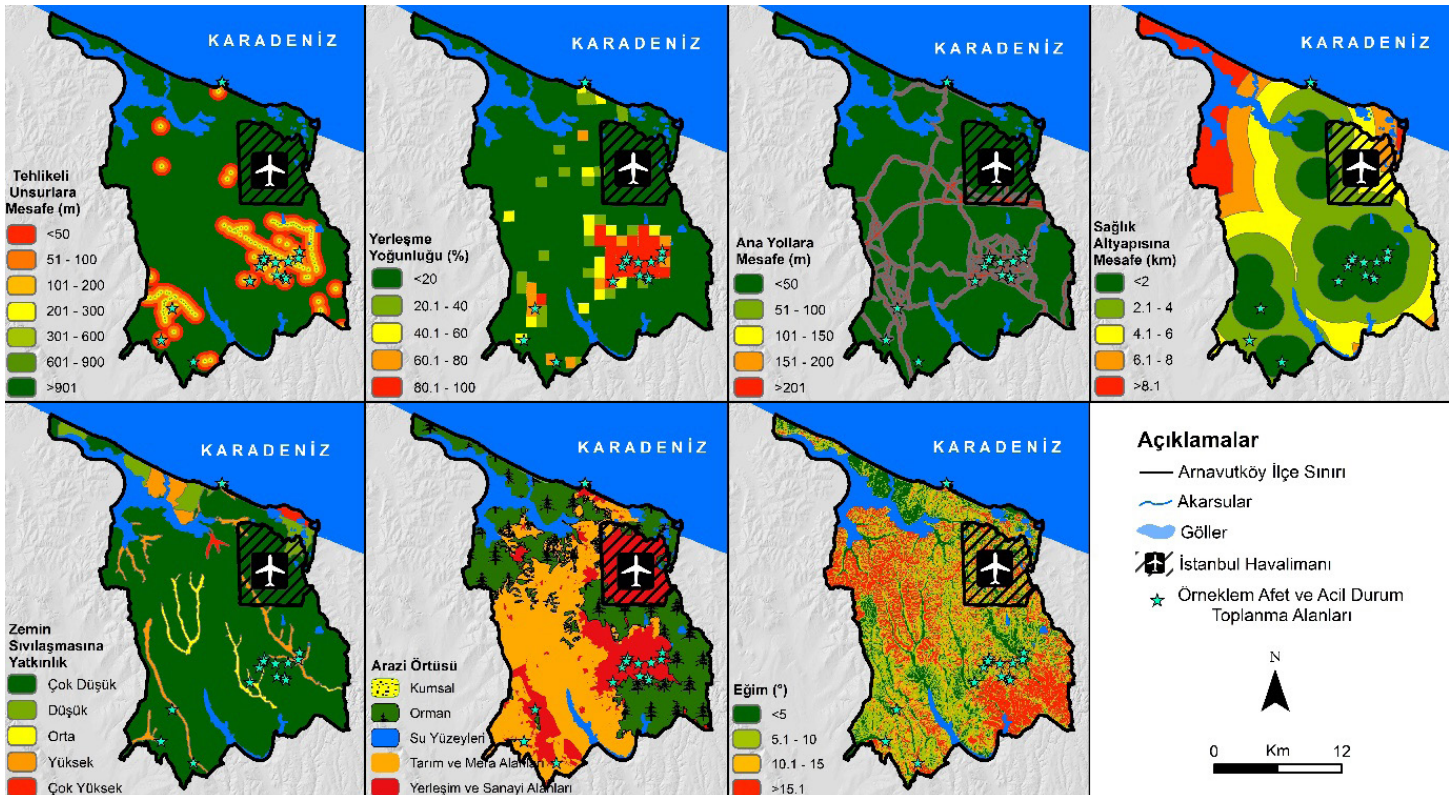 KARADENİZ
Tehlikeli
Unsurlara
Mesafe (m)
<50
51 - 100
101 - 200
201 - 300
301 - 600
601 - 900
>901
KARADENİZ
Yerleşme
Yoğunluğu (%)
<20
20.1 - 40
40.1 - 60
60.1 - 80
80.1 - 100
KARADENİZ
Ana Yollara
Mesafe (m)
<50
51 - 100
101 - 150
151 - 200
>201
KARADENİZ
Sağlık
Altyapısına
Mesafe (km)
<2
2.1 - 4
4.1 - 6
6.1 - 8
>8.1
KARADENİZ
Zemin
Sıvılaşmasına
Yatkınlık
Çok Düşük
Düşük
Orta
Yüksek
Çok Yüksek
KARADENİZ
Arazi Örtüsü
Kumsal
Orman
Su Yüzeyleri
Tarım ve Mera Alanları
Yerleşim ve Sanayi Alanları
KARADENİZ
Eğim (°)
<5
5.1 - 10
10.1 - 15
>15.1
Açıklamalar
Arnavutköy İlçe Sınırı
Akarsular
Göller
İstanbul Havalimanı
Örneklem Afet ve Acil Durum
Toplanma Alanları
N
0 Km 12